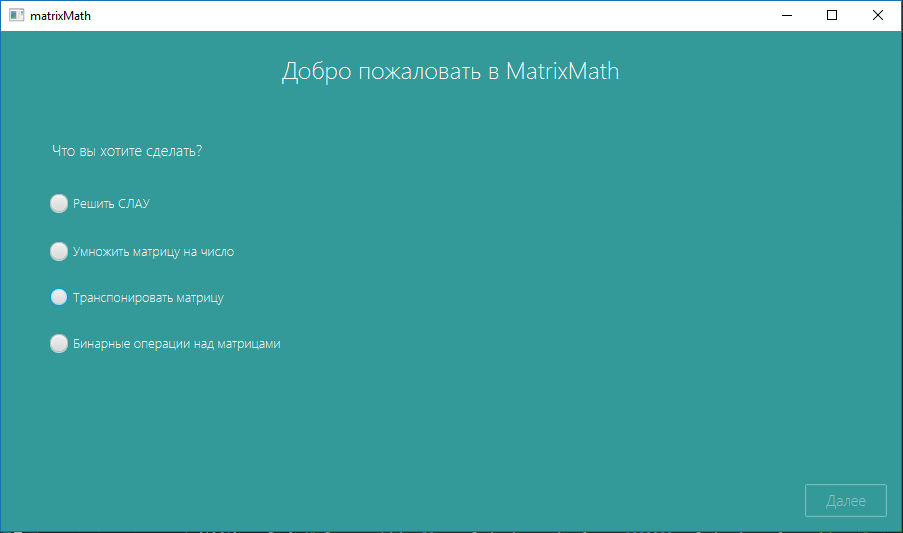 matrixMath
Добро пожаловать в MatrixMath
Что вы хотите сделать?
Решить СЛАУ
Умножить матрицу на число
Транспонировать матрицу
Бинарные операции над матрицами
Далее